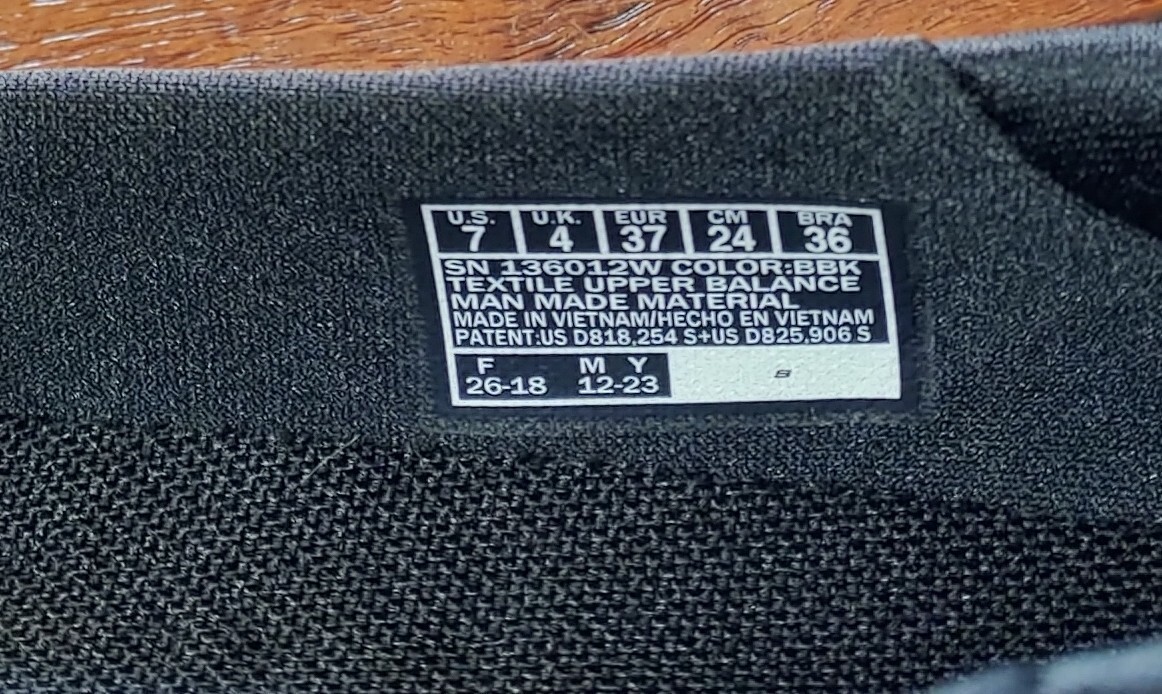 U.S. U.K. EUR CM BRA
7 4 37 24 36
SN 136012W COLOR:BBK
TEXTILE UPPER BALANCE
MAN MADE MATERIAL
MADE IN VIETNAM/HECHO EN VIETNAM
PATENT:US D818,254 S+US D825,906 S
F M Y
26-18 12-23